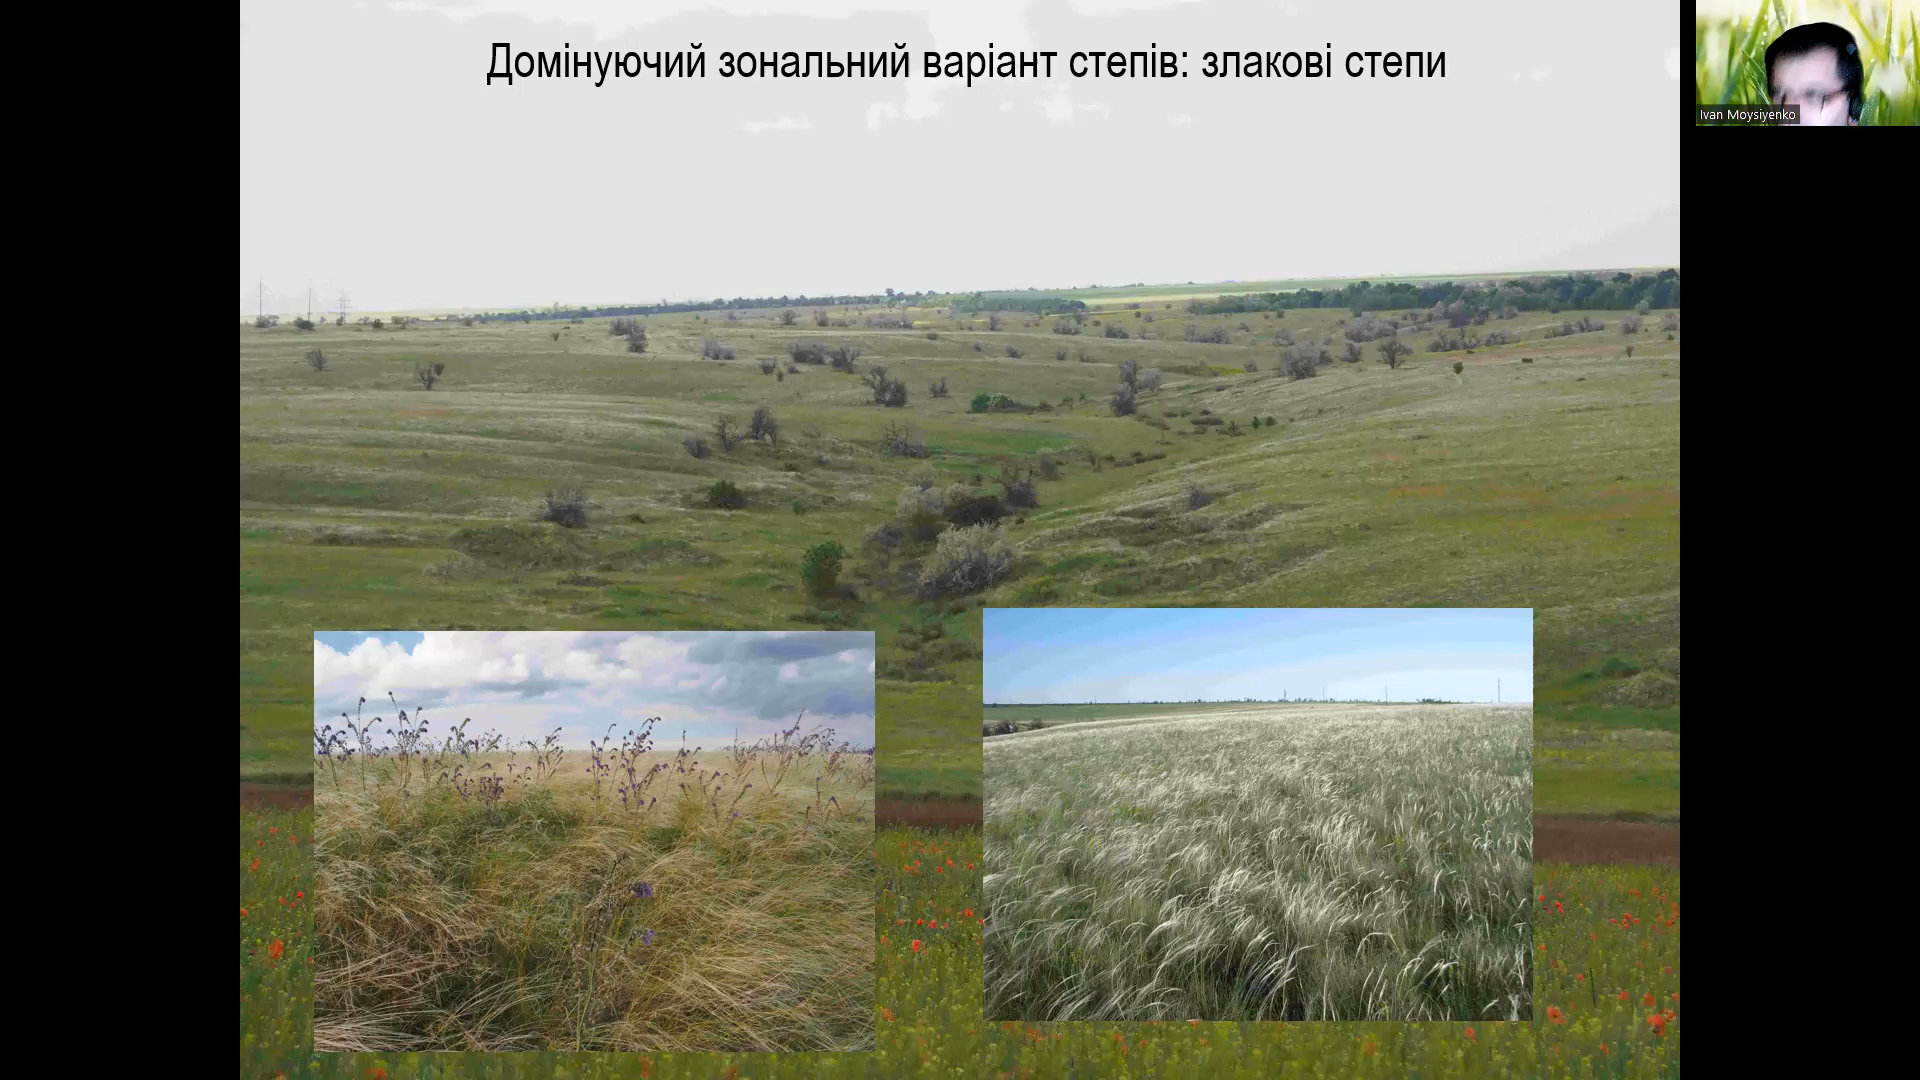 Домінуючий зональний варіант степів: злакові степи
Ivan Moysiyenko